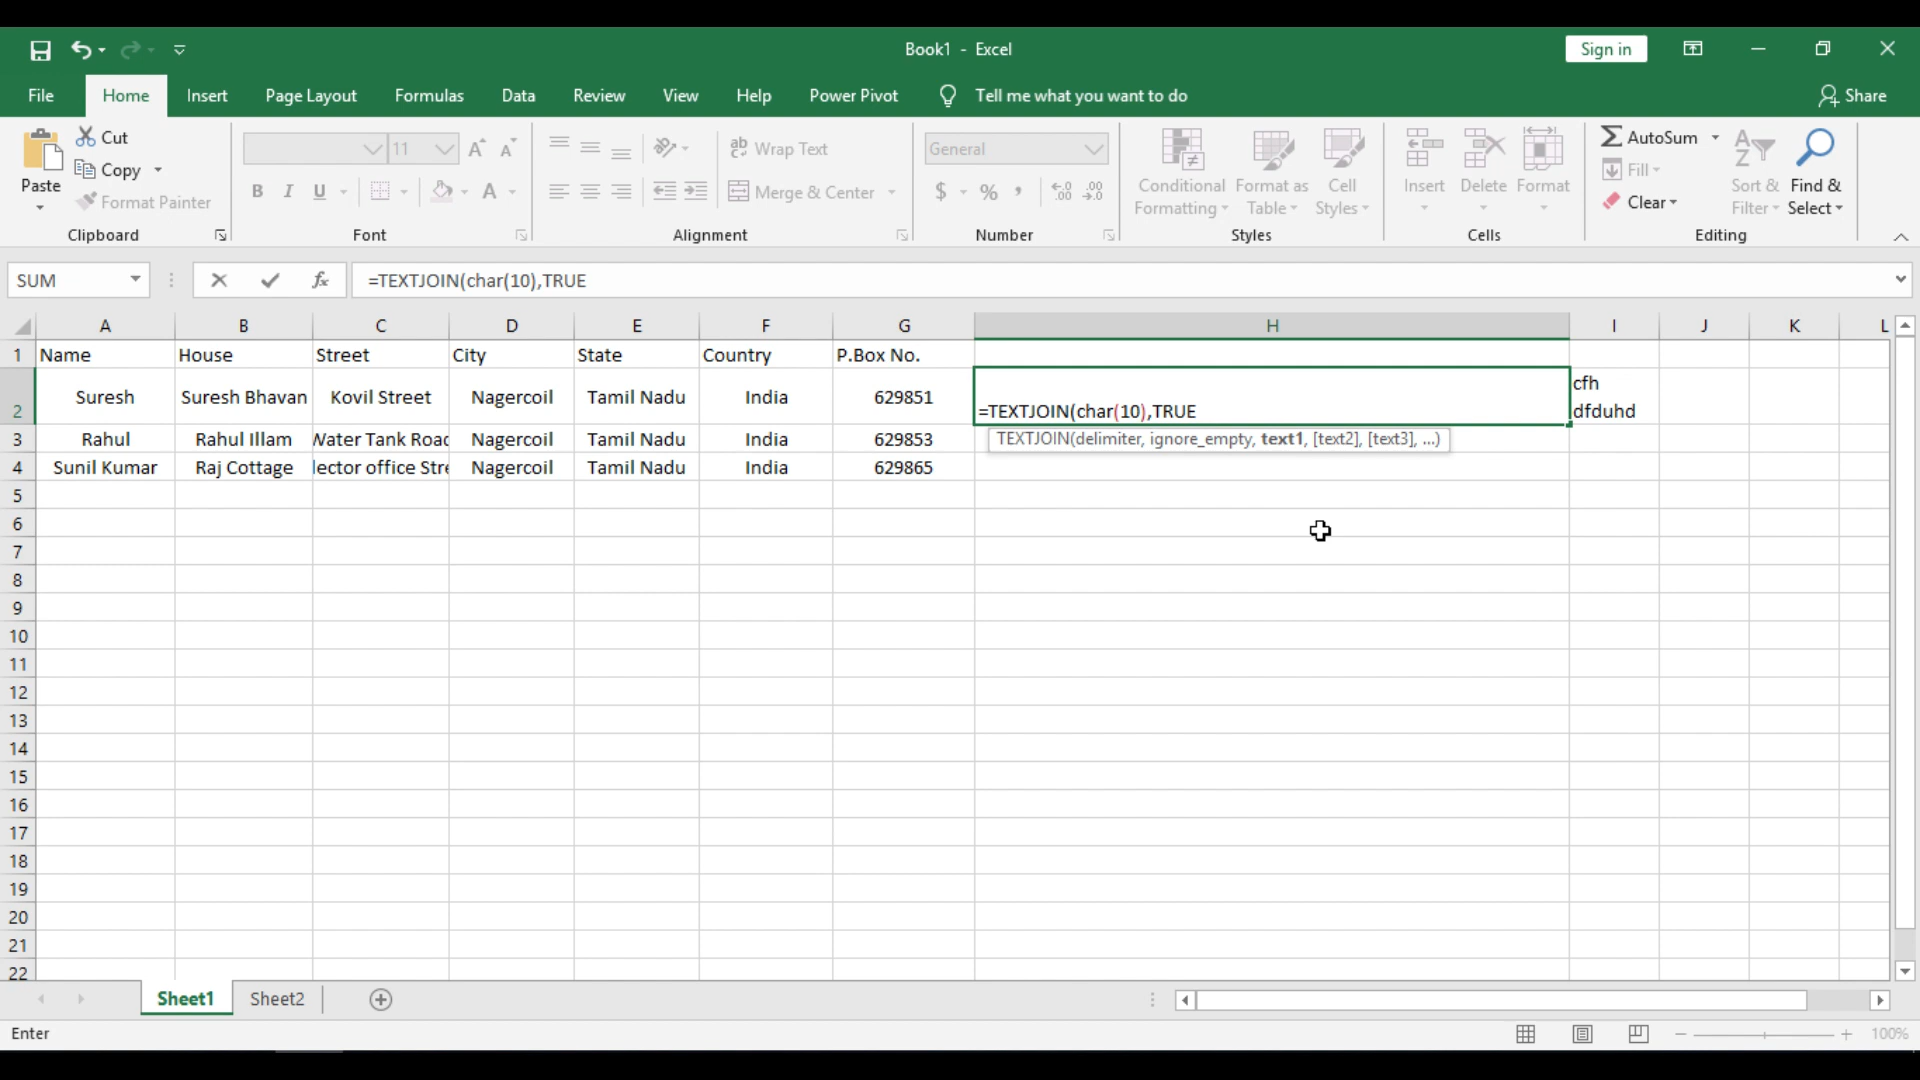 Book1 - Excel
Sign in
File Home Insert Page Layout Formulas Data Review View Help Power Pivot Tell me what you want to do Share
Paste
Cut
Copy
Format Painter
Clipboard
11
B I U A
Font
Wrap Text
Merge & Center
Alignment
General
$ % ,
Number
Conditional Formatting
Format as Table
Cell Styles
Styles
Insert Delete Format
Cells
AutoSum
Fill
Clear
Sort & Filter
Find & Select
Editing
SUM fx =TEXTJOIN(char(10),TRUE
A B C D E F G H I J K L
1 Name House Street City State Country P.Box No.
2 Suresh Suresh Bhavan Kovil Street Nagercoil Tamil Nadu India 629851 =TEXTJOIN(char(10),TRUE cfh
dfduhd
TEXTJOIN(delimiter, ignore_empty, text1, [text2], [text3], ...)
3 Rahul Rahul Illam Water Tank Road Nagercoil Tamil Nadu India 629853
4 Sunil Kumar Raj Cottage lector office Stre Nagercoil Tamil Nadu India 629865
5
6
7
8
9
10
11
12
13
14
15
16
17
18
19
20
21
22
Sheet1 Sheet2
Enter 100%